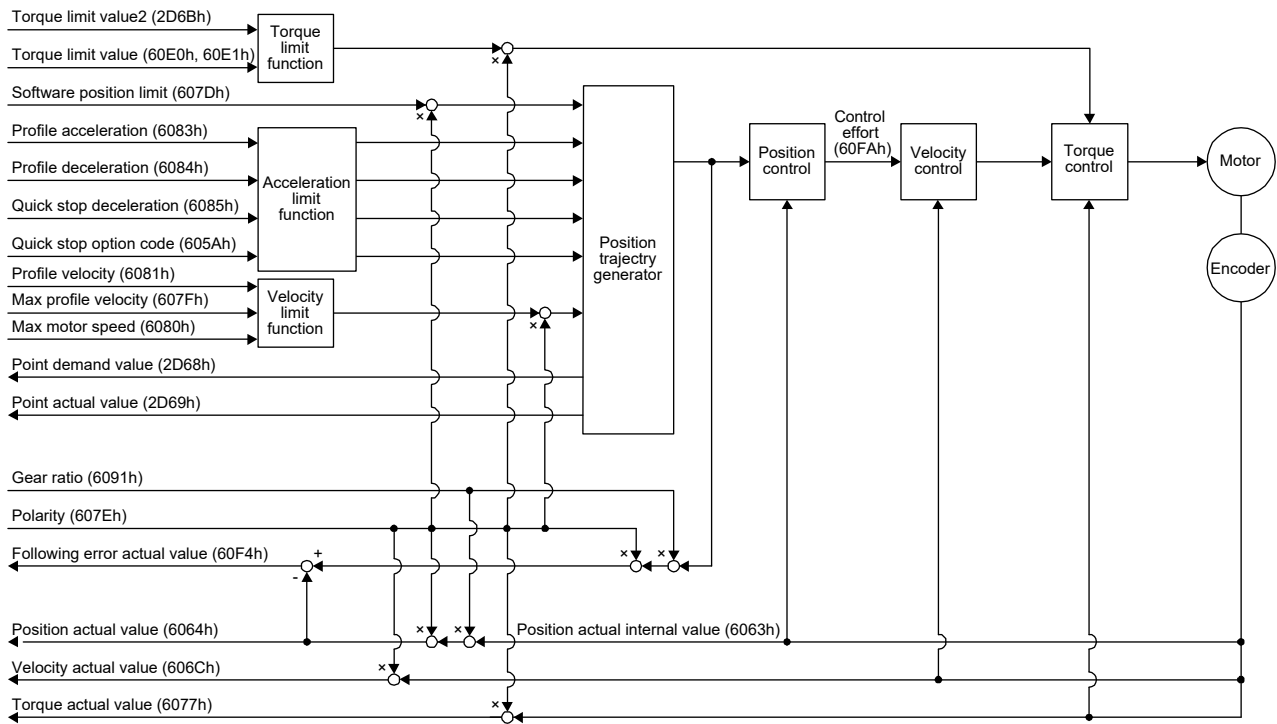 Torque limit value2 (2D6Bh)
Torque limit value (60E0h, 60E1h)
Torque
limit
function
×
Software position limit (607Dh)
×
Profile acceleration (6083h)
Profile deceleration (6084h)
Quick stop deceleration (6085h)
Quick stop option code (605Ah)
Acceleration
limit
function
Profile velocity (6081h)
Max profile velocity (607Fh)
Max motor speed (6080h)
Velocity
limit
function
×
Position
trajectry
generator
Position
control
Control
effort
(60FAh)
Velocity
control
Torque
control
Motor
Encoder
Point demand value (2D68h)
Point actual value (2D69h)
Gear ratio (6091h)
Polarity (607Eh)
Following error actual value (60F4h)
+
-
×
×
Position actual value (6064h)
×
×
Position actual internal value (6063h)
Velocity actual value (606Ch)
×
Torque actual value (6077h)
×